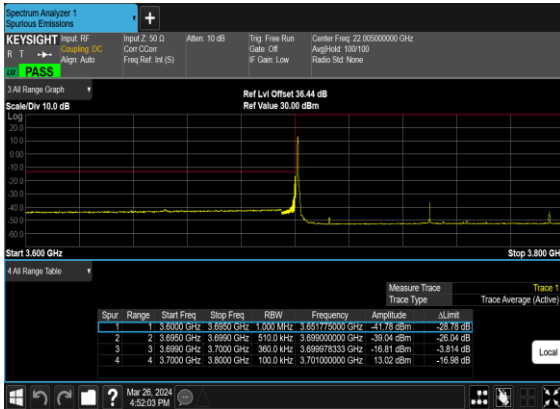 Spectrum Analyzer 1
Spurious Emissions
+
KEYSIGHT Input: RF Input Z: 50 Ω Atten: 10 dB Trig: Free Run Center Freq: 22.005000000 GHz
R T Coupling: DC Corr CCorr Gate: Off Avg|Hold: 100/100
Align: Auto Freq Ref: Int (S) IF Gain: Low Radio Std: None
LXI PASS
3 All Range Graph
Ref Lvl Offset 36.44 dB
Scale/Div 10.0 dB Ref Value 30.00 dBm
Log
20.0
10.0
0.00
-10.0
-20.0
-30.0
-40.0
-50.0
-60.0
Start 3.600 GHz Stop 3.800 GH
4 All Range Table
Measure Trace Trace 1
Trace Type Trace Average (Active)
Spur Range Start Freq Stop Freq RBW Frequency Amplitude ΔLimit
1 1 3.6000 GHz 3.6950 GHz 1.000 MHz 3.651775000 GHz -41.78 dBm -28.78 dB
2 2 3.6950 GHz 3.6990 GHz 510.0 kHz 3.699000000 GHz -39.04 dBm -26.04 dB
3 3 3.6990 GHz 3.7000 GHz 360.0 kHz 3.699978333 GHz -16.81 dBm -3.814 dB
4 4 3.7000 GHz 3.8000 GHz 100.0 kHz 3.701000000 GHz 13.02 dBm -16.98 dB
Local
? Mar 26, 2024
4:52:03 PM